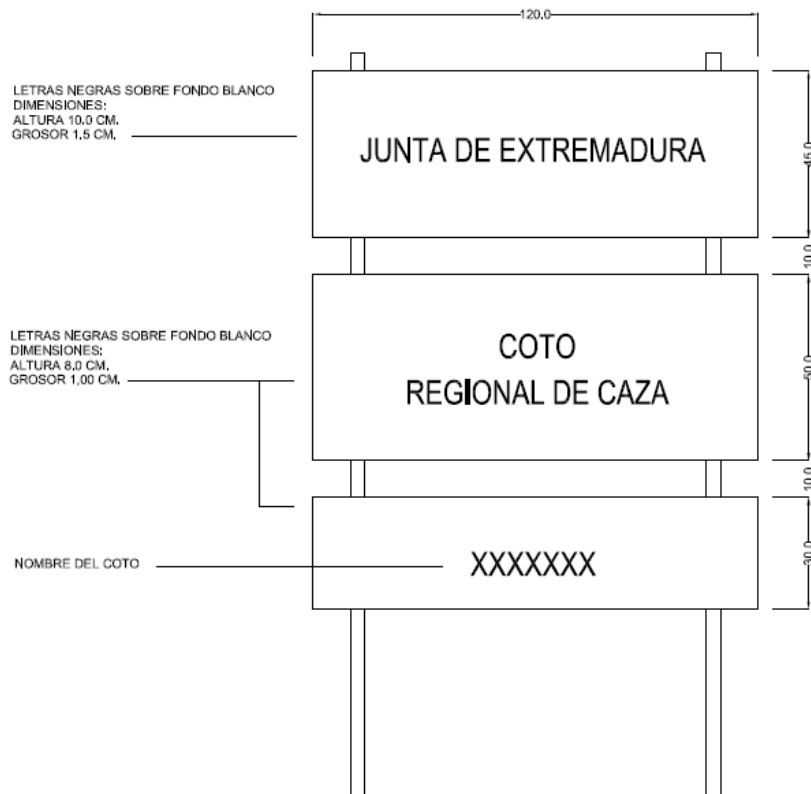 120.0
LETRAS NEGRAS SOBRE FONDO BLANCO
DIMENSIONES:
ALTURA 10.0 CM.
GROSOR 1,5 CM.
JUNTA DE EXTREMADURA
45.0
10.0
LETRAS NEGRAS SOBRE FONDO BLANCO
DIMENSIONES:
ALTURA 8.0 CM.
GROSOR 1,00 CM.
COTO
REGIONAL DE CAZA
50.0
10.0
NOMBRE DEL COTO
XXXXXXX
30.0